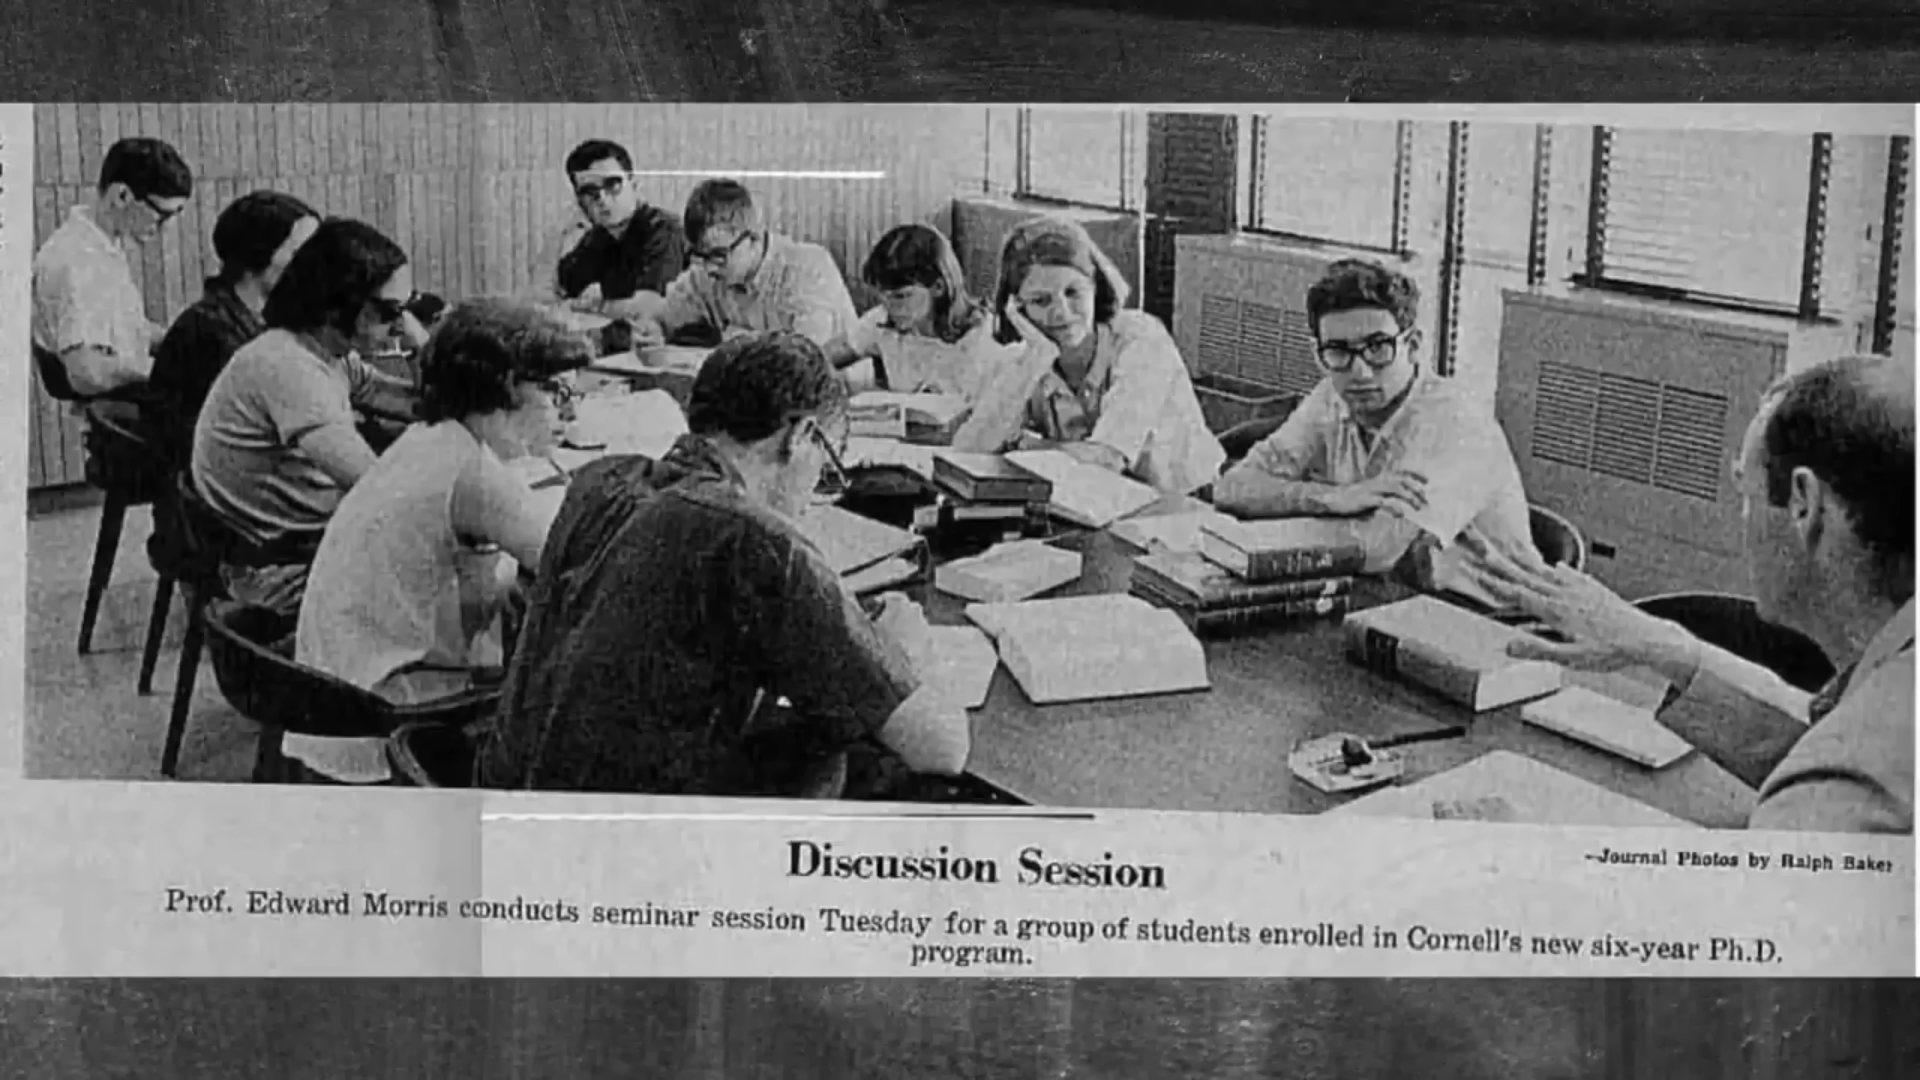 Discussion Session
—Journal Photos by Ralph Baker
Prof. Edward Morris conducts seminar session Tuesday for a group of students enrolled in Cornell's new six-year Ph.D.
program.